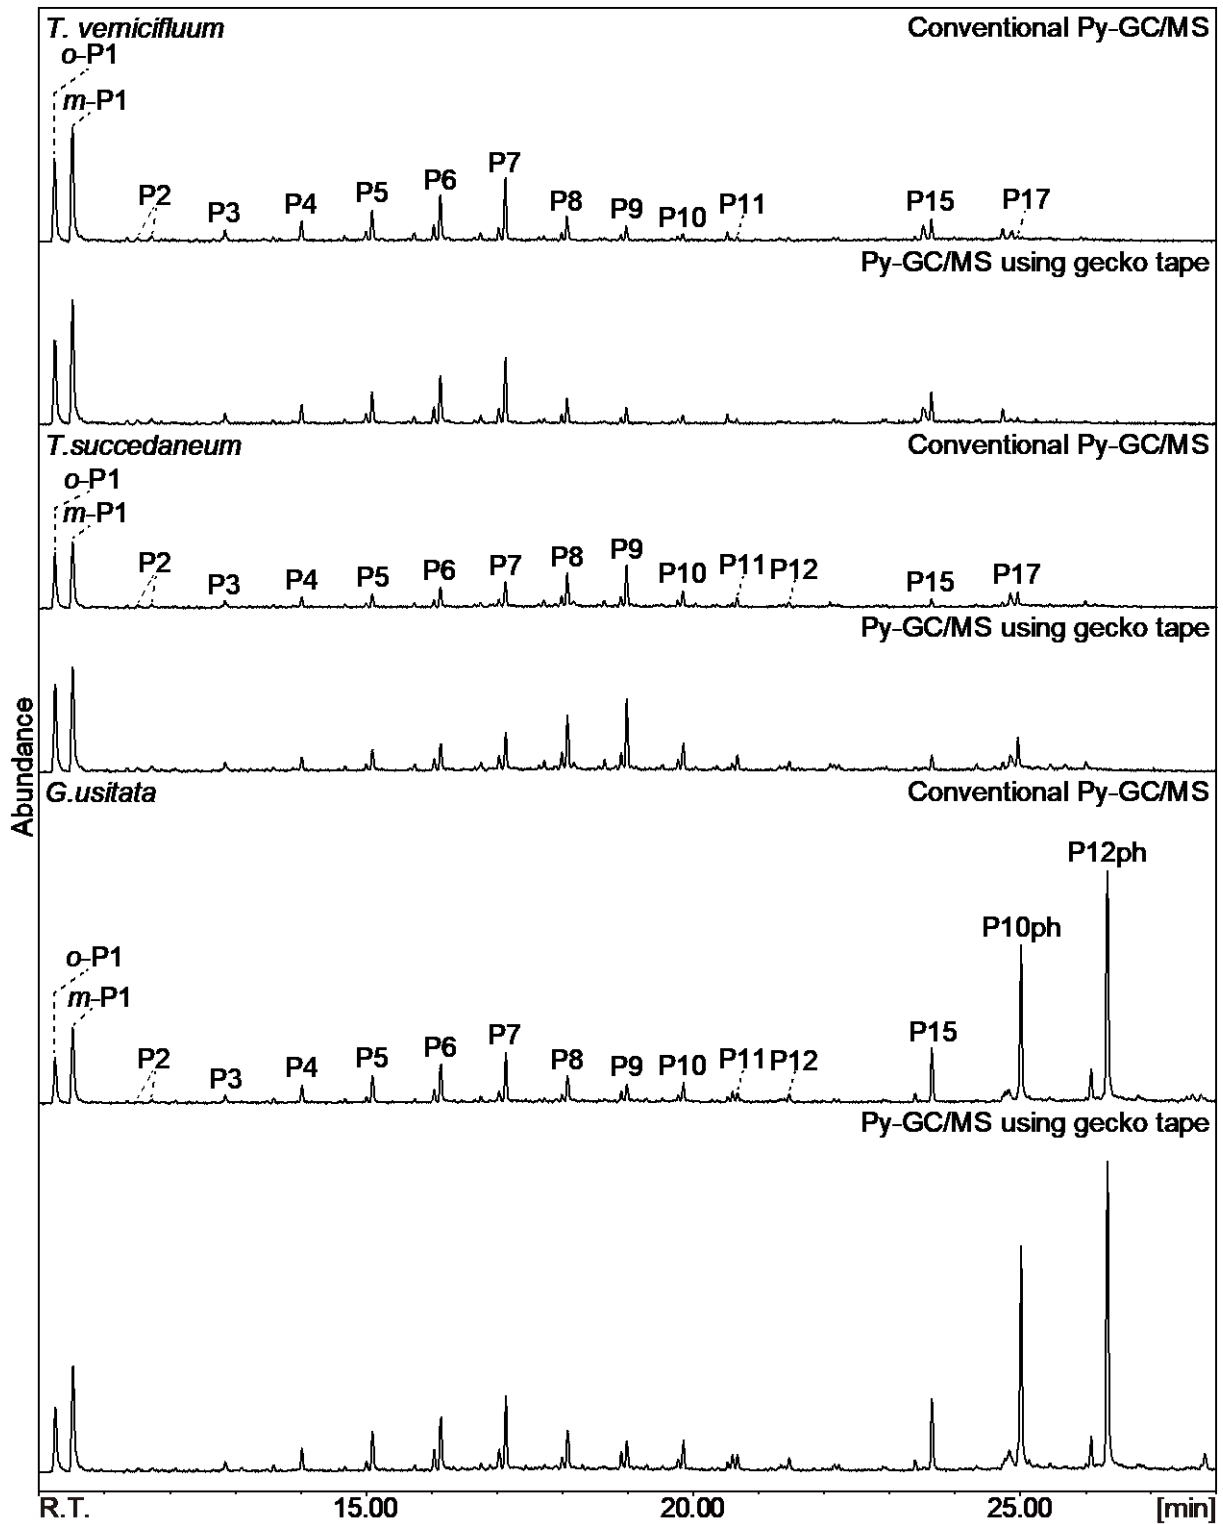 T. vernicifluum Conventional Py-GC/MS
o-P1
m-P1
P2 P3 P4 P5 P6 P7 P8 P9 P10 P11 P15 P17
Py-GC/MS using gecko tape
T.succedaneum Conventional Py-GC/MS
o-P1
m-P1
P2 P3 P4 P5 P6 P7 P8 P9 P10 P11 P12 P15 P17
Py-GC/MS using gecko tape
Abundance
G.usitata Conventional Py-GC/MS
P12ph
P10ph
o-P1
m-P1
P2 P3 P4 P5 P6 P7 P8 P9 P10 P11 P12 P15
Py-GC/MS using gecko tape
R.T. 15.00 20.00 25.00 [min]